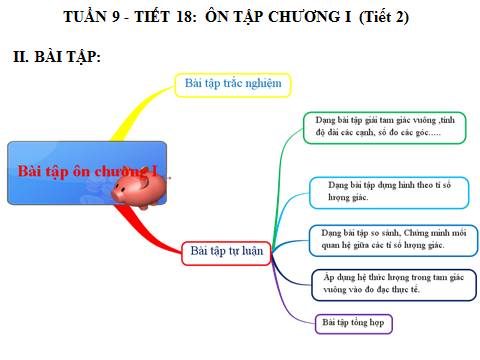 TUẦN 9 - TIẾT 18: ÔN TẬP CHƯƠNG I (Tiết 2)
II. BÀI TẬP:
Bài tập trắc nghiệm
Dạng bài tập giải tam giác vuông ,tính
độ dài các cạnh, số đo các góc.....
Bài tập ôn chương I
Dạng bài tập dựng hình theo tỉ số
lượng giác.
Dạng bài tập so sánh, Chứng minh mối
quan hệ giữa các tỉ số lượng giác.
Bài tập tự luận
Áp dụng hệ thức lượng trong tam giác
vuông vào đo đạc thực tế.
Bài tập tổng hợp